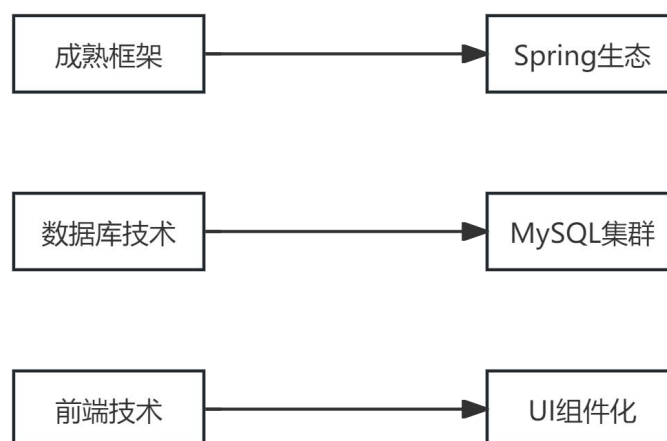 成熟框架
Spring生态
数据库技术
MySQL集群
前端技术
UI组件化